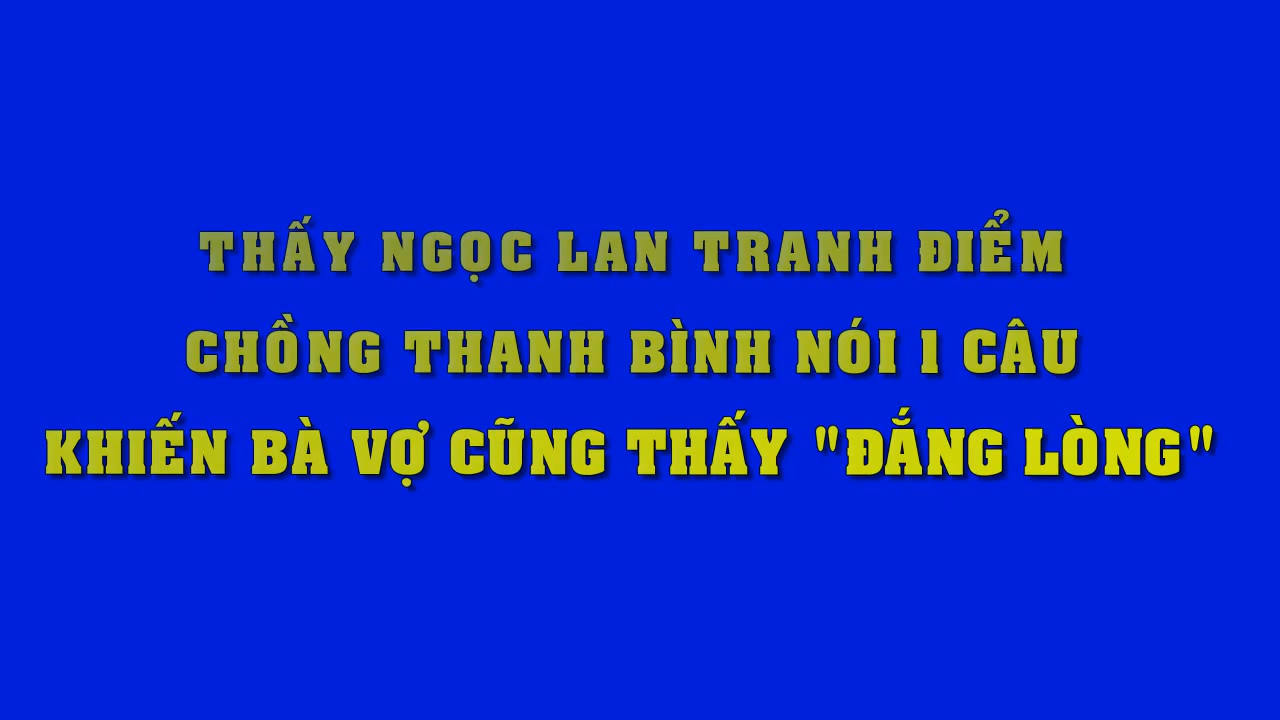 THẤY NGỌC LAN TRANH ĐIỂM
CHỒNG THANH BÌNH NÓI 1 CÂU
KHIẾN BÀ VỢ CŨNG THẤY "ĐẮNG LÒNG"